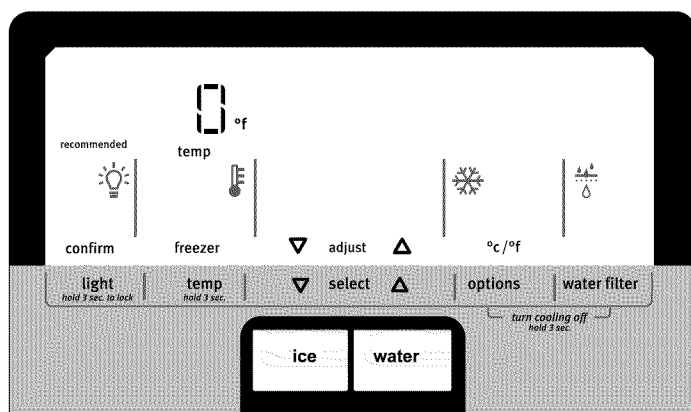 0 °f
recommended
temp
confirm freezer adjust °c/°f
light temp select options water filter
hold 3 sec. to lock hold 3 sec.
turn cooling off
hold 3 sec.
ice water